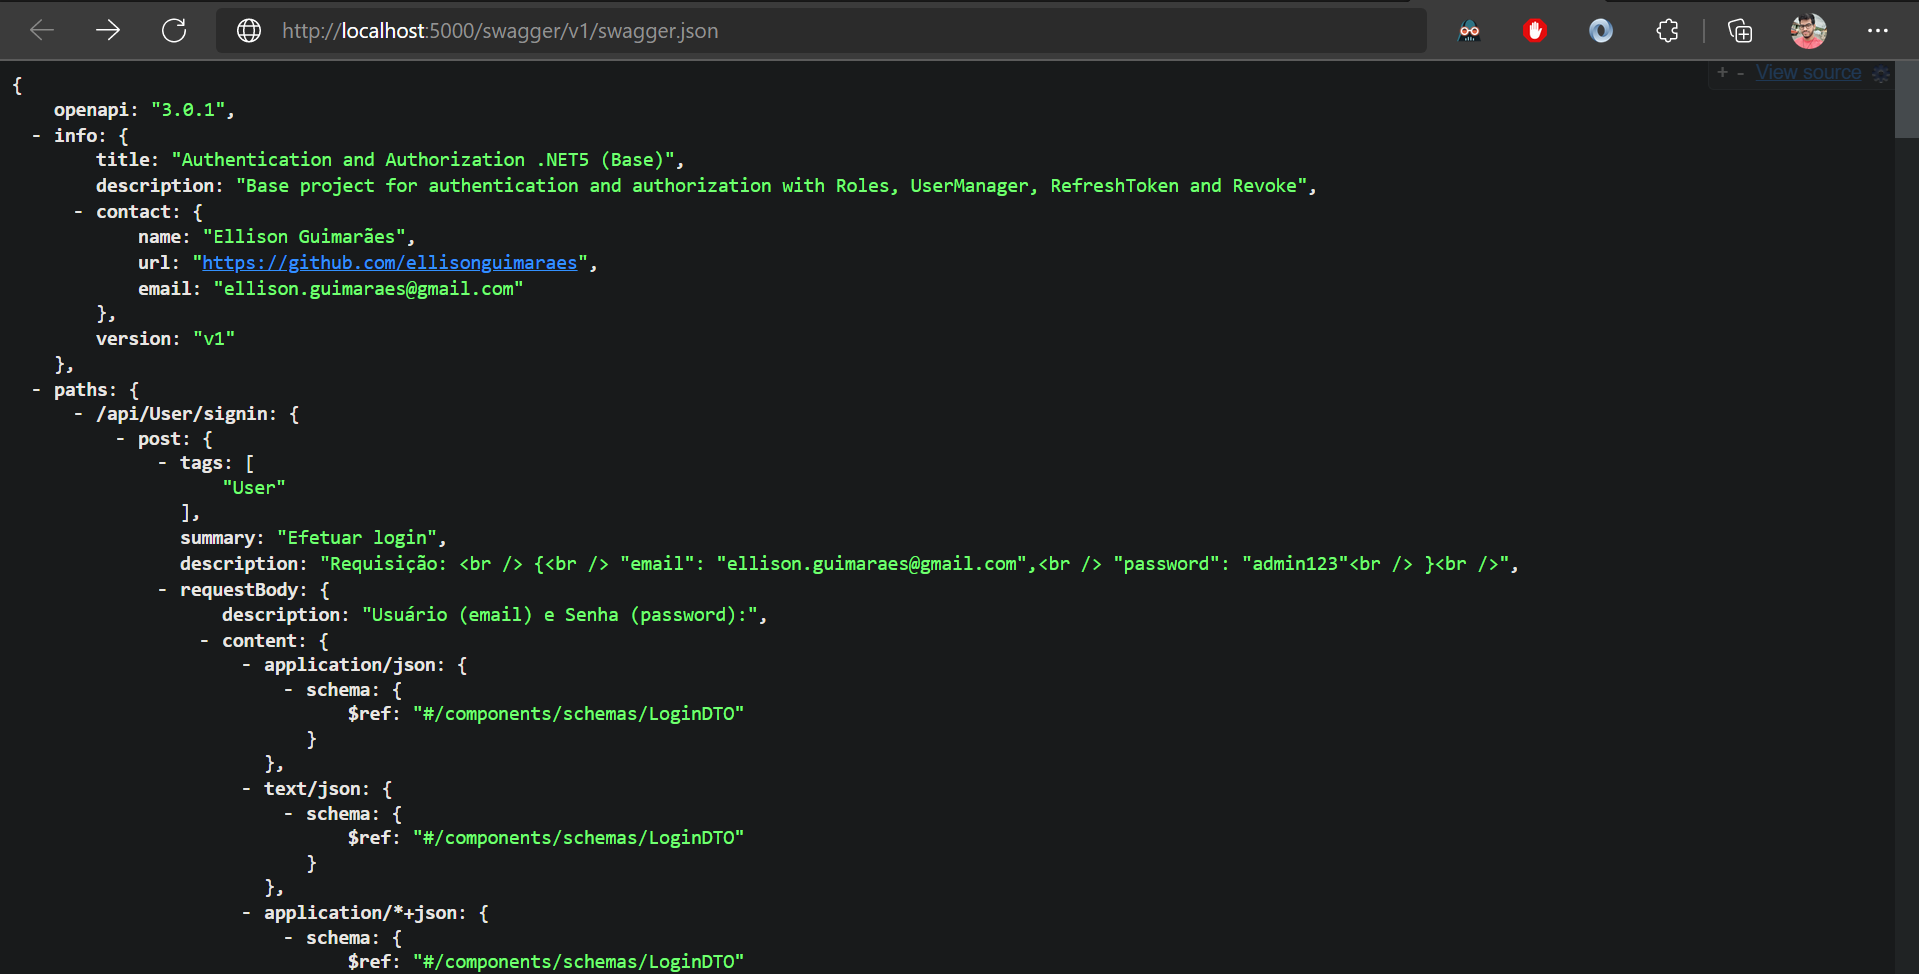 http://localhost:5000/swagger/v1/swagger.json
+ - View source
{
openapi: "3.0.1",
- info: {
title: "Authentication and Authorization .NET5 (Base)",
description: "Base project for authentication and authorization with Roles, UserManager, RefreshToken and Revoke",
- contact: {
name: "Ellison Guimarães",
url: "https://github.com/ellisonguimaraes",
email: "ellison.guimaraes@gmail.com"
},
version: "v1"
},
- paths: {
- /api/User/signin: {
- post: {
- tags: [
"User"
],
summary: "Efetuar login",
description: "Requisição: <br /> {<br /> "email": "ellison.guimaraes@gmail.com",<br /> "password": "admin123"<br /> }<br />",
- requestBody: {
description: "Usuário (email) e Senha (password):",
- content: {
- application/json: {
- schema: {
$ref: "#/components/schemas/LoginDTO"
}
},
- text/json: {
- schema: {
$ref: "#/components/schemas/LoginDTO"
}
},
- application/*+json: {
- schema: {
$ref: "#/components/schemas/LoginDTO"